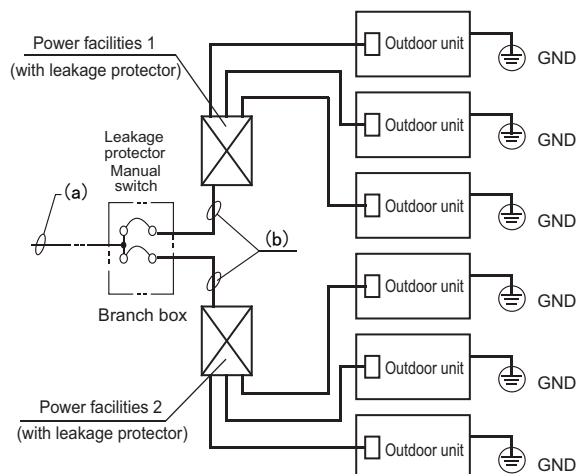 Power facilities 1
(with leakage protector)
Outdoor unit
GND
Outdoor unit
GND
Leakage
protector
Manual
switch
(a)
Outdoor unit
GND
(b)
Branch box
Outdoor unit
GND
Outdoor unit
GND
Power facilities 2
(with leakage protector)
Outdoor unit
GND